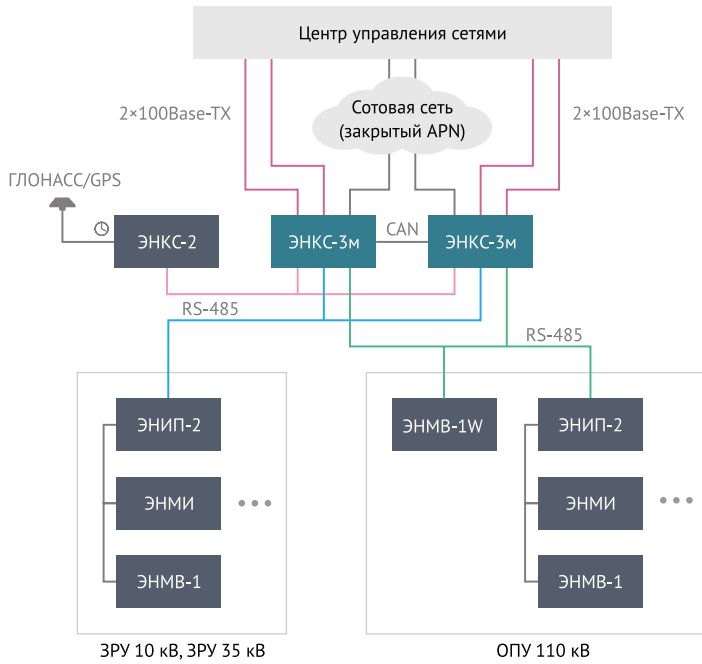 Центр управления сетями
2×100Base-TX
Сотовая сеть
(закрытый APN)
2×100Base-TX
ГЛОНАСС/GPS
ЭНКС-2
ЭНКС-3м
CAN
ЭНКС-3м
RS-485
RS-485
ЭНИП-2
ЭНМИ
ЭНМВ-1
ЗРУ 10 кВ, ЗРУ 35 кВ
ЭНМВ-1W
ЭНИП-2
ЭНМИ
ЭНМВ-1
ОПУ 110 кВ